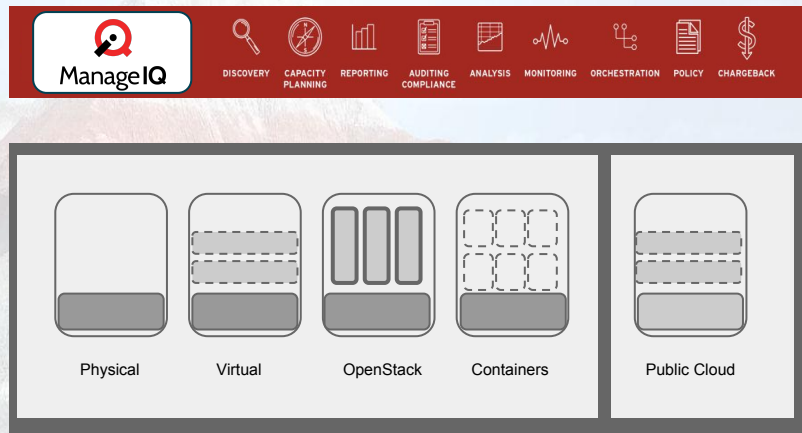 ManageIQ
DISCOVERY
CAPACITY
PLANNING
REPORTING
AUDITING
COMPLIANCE
ANALYSIS
MONITORING
ORCHESTRATION
POLICY
CHARGEBACK
Physical
Virtual
OpenStack
Containers
Public Cloud